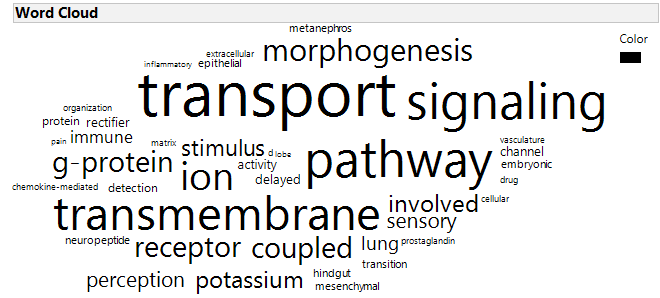 Word Cloud
metanephros
Color
extracellular
morphogenesis
inflammatory epithelial
transport
signaling
organization
protein rectifier
pain immune
matrix stimulus d lobe
vasculature
g-protein
activity
pathway
channel
embryonic
ion
delayed
drug
chemokine-mediated detection
transmembrane
involved cellular
sensory
neuropeptide
receptor coupled
lung prostaglandin
transition
perception potassium
hindgut
mesenchymal